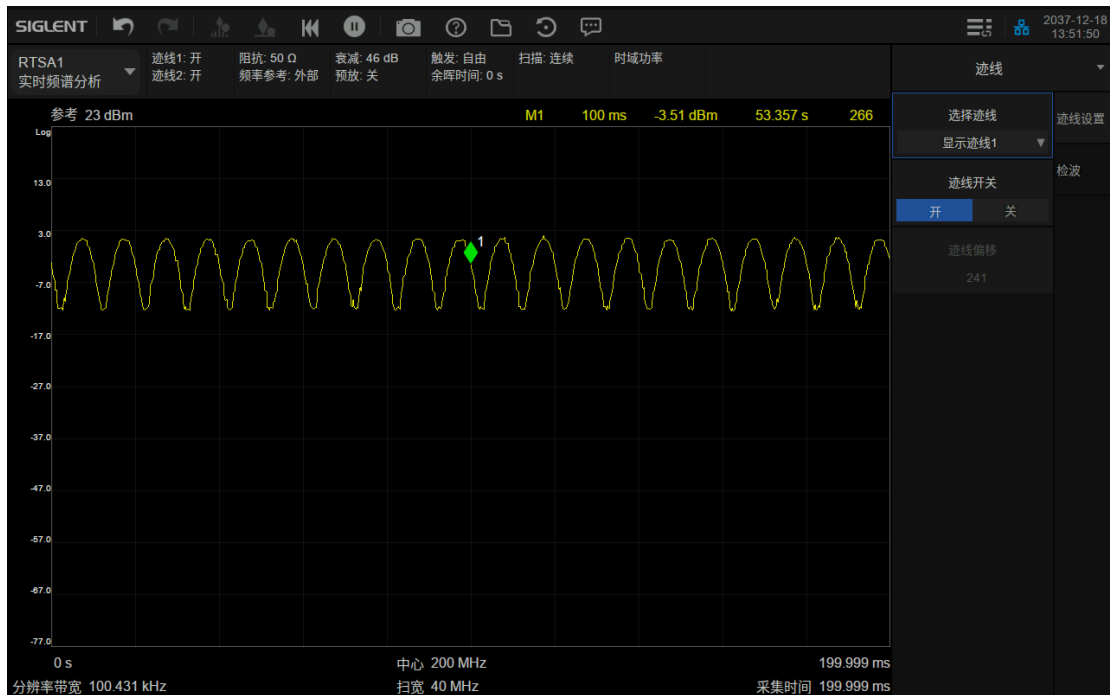 SIGLENT
2037-12-18
13:51:50
RTSA1
实时频谱分析
迹线1: 开
迹线2: 开
阻抗: 50 Ω
频率参考: 外部
衰减: 46 dB
预放: 关
触发: 自由
余晖时间: 0 s
扫描: 连续
时域功率
迹线
参考 23 dBm
M1 100 ms -3.51 dBm 53.357 s 266
Log
13.0
3.0
-7.0
-17.0
-27.0
-37.0
-47.0
-57.0
-67.0
-77.0
1
0 s
中心 200 MHz
199.999 ms
分辨率带宽 100.431 kHz
扫宽 40 MHz
采集时间 199.999 ms
选择迹线
显示迹线1
迹线开关
开 关
迹线偏移
241
迹线设置
检波